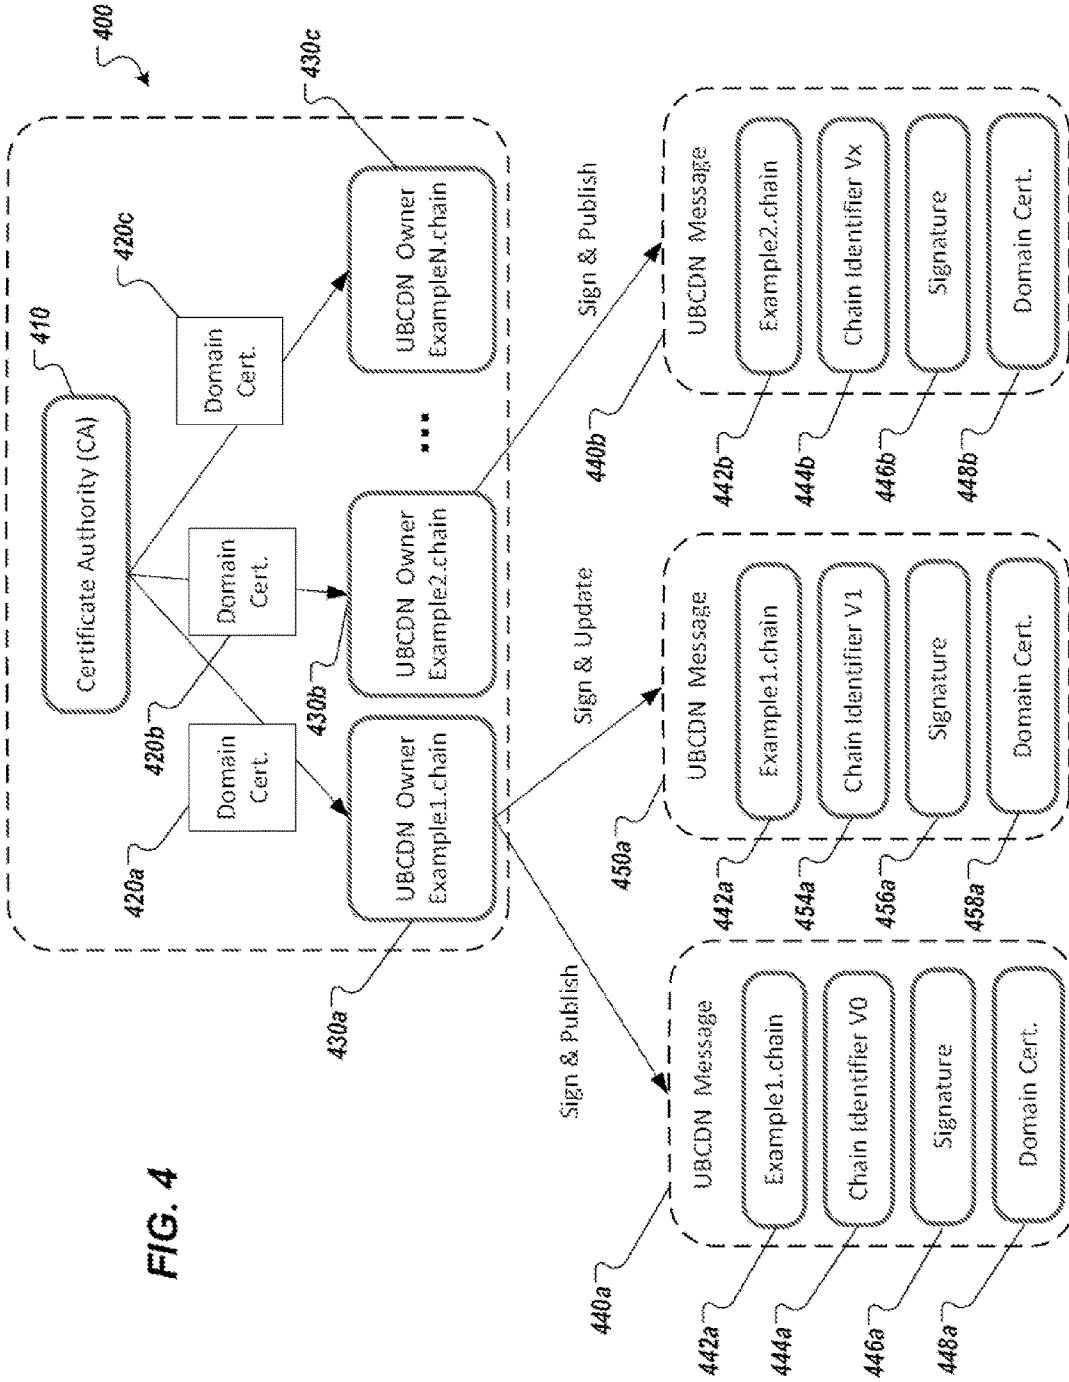 400
410
Certificate Authority (CA)
420a
Domain
Cert.
420b
Domain
Cert.
420c
Domain
Cert.
430a
UBCDN Owner
Example1.chain
430b
UBCDN Owner
Example2.chain
...
430c
UBCDN Owner
ExampleN.chain
Sign & Publish
Sign & Update
Sign & Publish
440a
UBCDN Message
442a
Example1.chain
444a
Chain Identifier V0
446a
Signature
448a
Domain Cert.
450a
UBCDN Message
442a
Example1.chain
454a
Chain Identifier V1
456a
Signature
458a
Domain Cert.
440b
UBCDN Message
442b
Example2.chain
444b
Chain Identifier Vx
446b
Signature
448b
Domain Cert.
FIG. 4